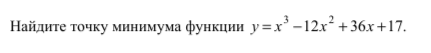 Найдите точку минимума функции y = x³ − 12x² + 36x + 17.